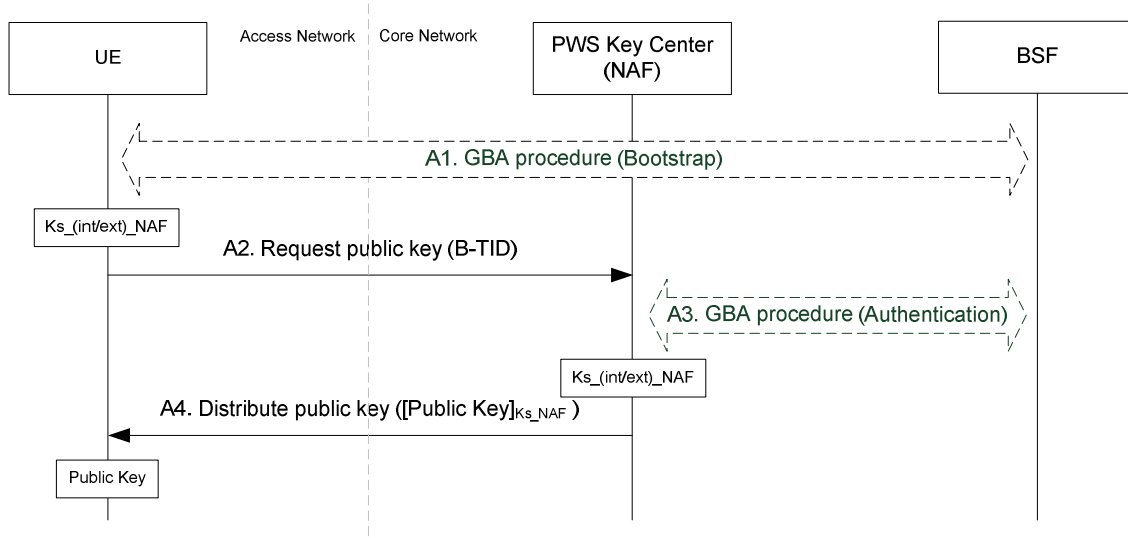 Access Network
Core Network
UE
PWS Key Center
(NAF)
BSF
A1. GBA procedure (Bootstrap)
Ks_(int/ext)_NAF
A2. Request public key (B-TID)
A3. GBA procedure (Authentication)
Ks_(int/ext)_NAF
A4. Distribute public key ([Public Key]Ks_NAF )
Public Key